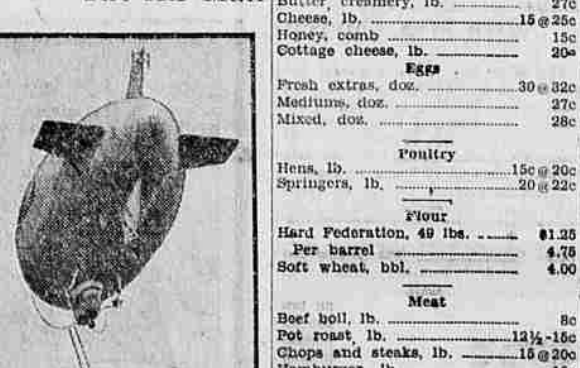 Butter, creamery, lb. 27c
Cheese, lb. 15@25c
Honey, comb 15c
Cottage cheese, lb. 20c
Eggs
Fresh extras, doz. 30@32c
Mediums, doz. 27c
Mixed, doz. 28c
Poultry
Hens, lb. 15c@20c
Springers, lb. 20@22c
Flour
Hard Federation, 49 lbs. $1.25
Per barrel 4.75
Soft wheat, bbl. 4.00
Meat
Beef boil, lb. 8c
Pot roast, lb. 12½-15c
Chops and steaks, lb. 15@20c
Hamburger, lb.